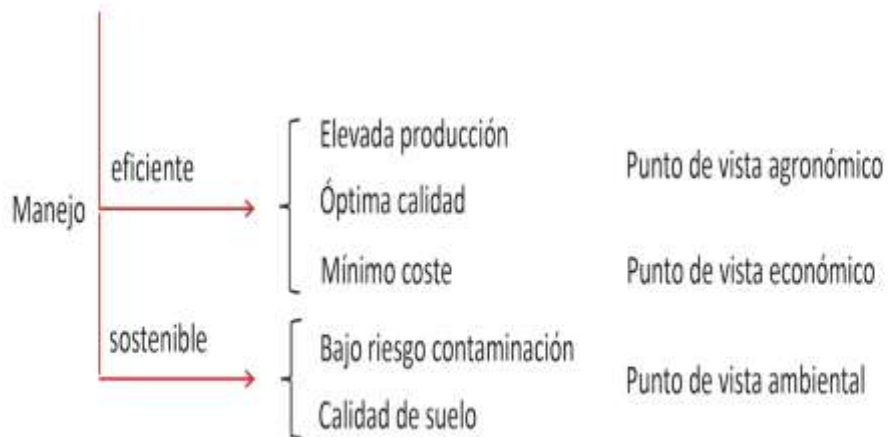 eficiente
Manejo
Elevada producción
Óptima calidad
Mínimo coste
Punto de vista agronómico
Punto de vista económico
sostenible
Bajo riesgo contaminación
Calidad de suelo
Punto de vista ambiental